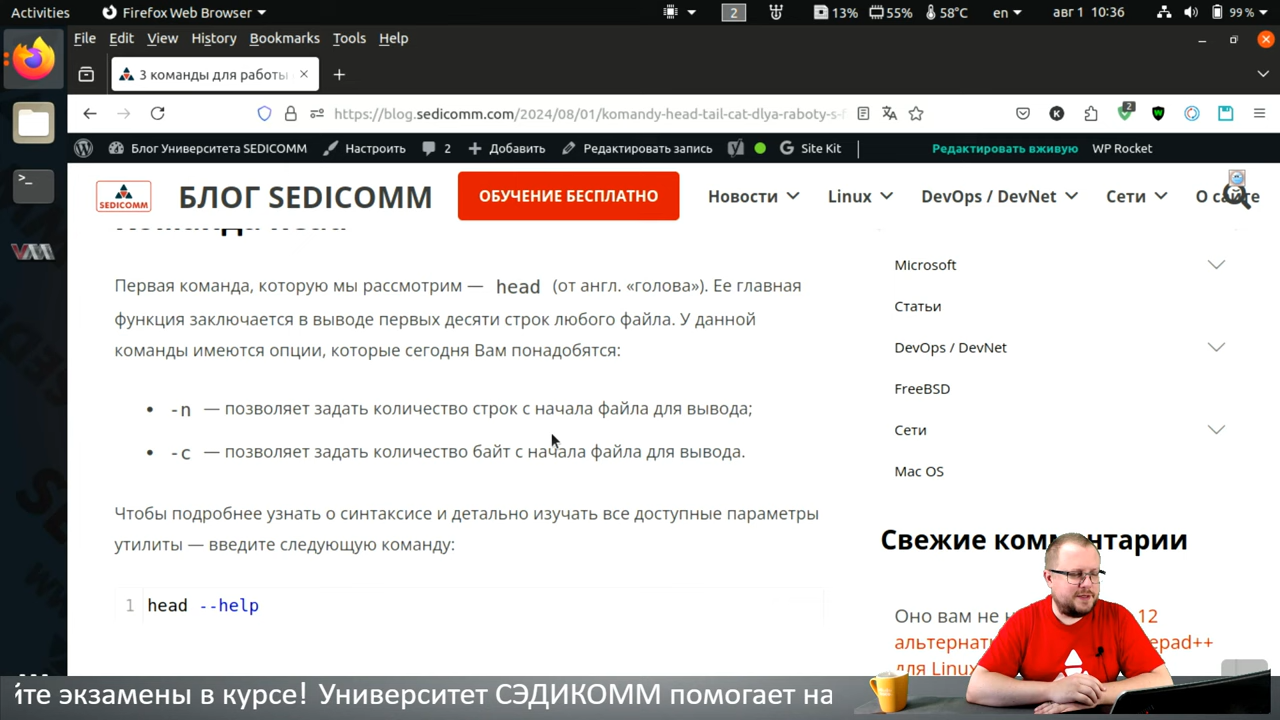 Activities
Firefox Web Browser
2
13%
55%
58°C
en
авг 1 10:36
99 %
File Edit View History Bookmarks Tools Help
3 команды для работы
https://blog.sedicomm.com/2024/08/01/komandy-head-tail-cat-dlya-raboty-s-f
2
Блог Университета SEDICOMM
Настроить
2
Добавить
Редактировать запись
Site Kit
Редактировать вживую
WP Rocket
SEDICOMM
БЛОГ SEDICOMM
ОБУЧЕНИЕ БЕСПЛАТНО
Новости
Linux
DevOps / DevNet
Сети
О сайте
Команда head
Первая команда, которую мы рассмотрим — head (от англ. «голова»). Ее главная
функция заключается в выводе первых десяти строк любого файла. У данной
команды имеются опции, которые сегодня Вам понадобятся:
• -n — позволяет задать количество строк с начала файла для вывода;
• -c — позволяет задать количество байт с начала файла для вывода.
Чтобы подробнее узнать о синтаксисе и детально изучать все доступные параметры
утилиты — введите следующую команду:
1 head --help
MIcrosoft
Статьи
DevOps / DevNet
FreeBSD
Сети
Mac OS
Свежие комментарии
Оно вам не 12
альтернат epad++
для Linux
йте экзамены в курсе! Университет СЭДИКОММ помогает на